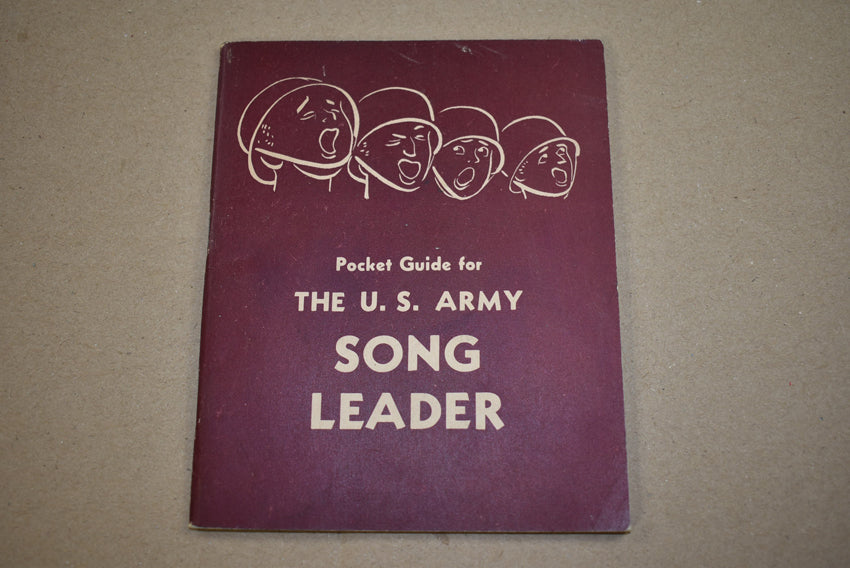 Pocket Guide for
THE U. S. ARMY
SONG
LEADER